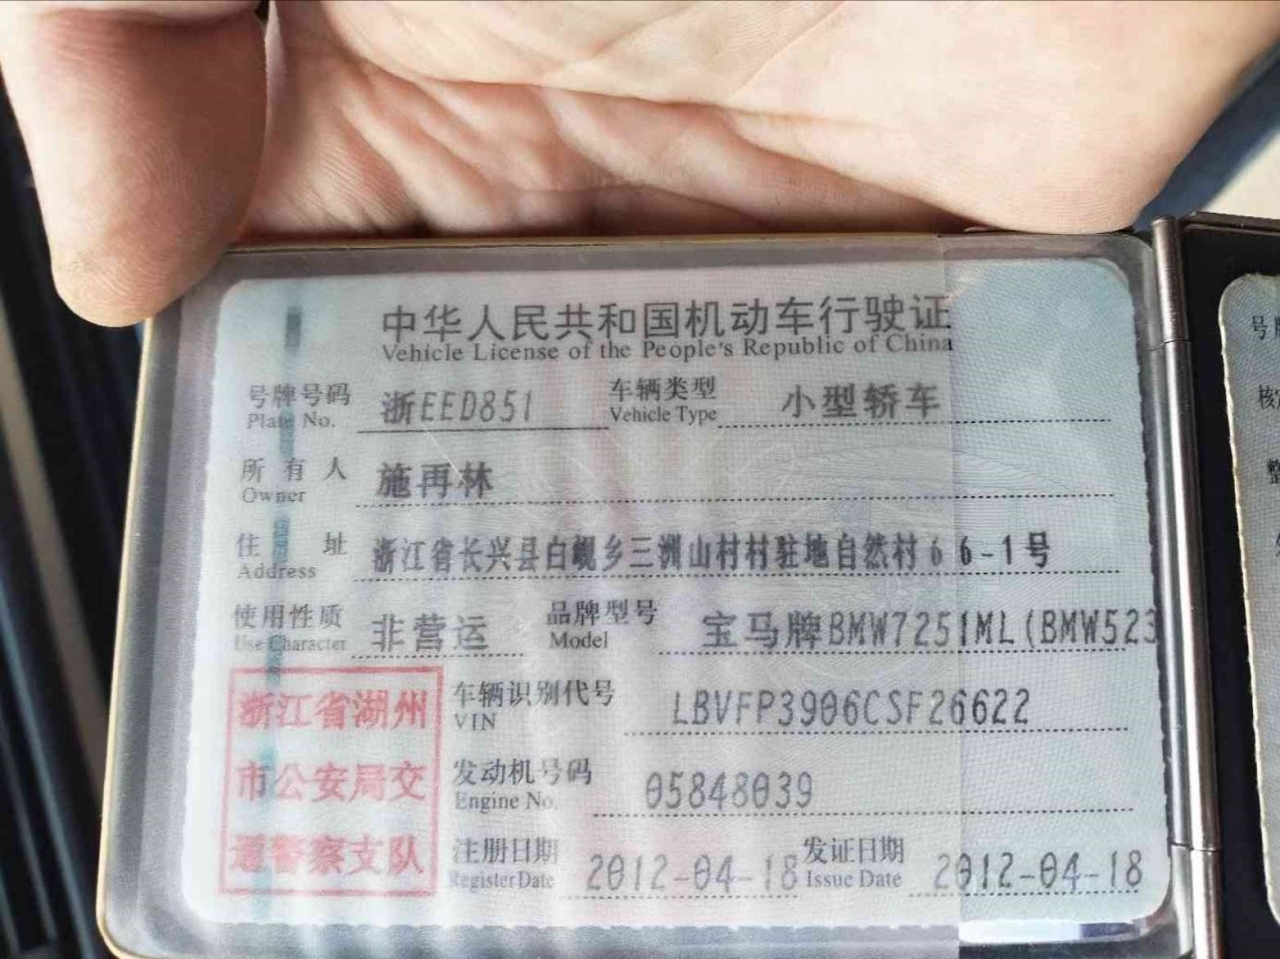 中华人民共和国机动车行驶证
Vehicle License of the People's Republic of China
号牌号码 浙EED851 车辆类型 小型轿车
Plate No. Vehicle Type
所有人 施再林
Owner
住址 浙江省长兴县白岘乡三洲山村村驻地自然村66-1号
Address
使用性质 非营运 品牌型号 宝马牌BMW7251ML(BMW523
Use Character Model
浙江省湖州
市公安局交
通警察支队
车辆识别代号 LBVFP3906CSF26622
VIN
发动机号码 05848039
Engine No.
注册日期 2012-04-18 发证日期 2012-04-18
Register Date Issue Date
号
核
整